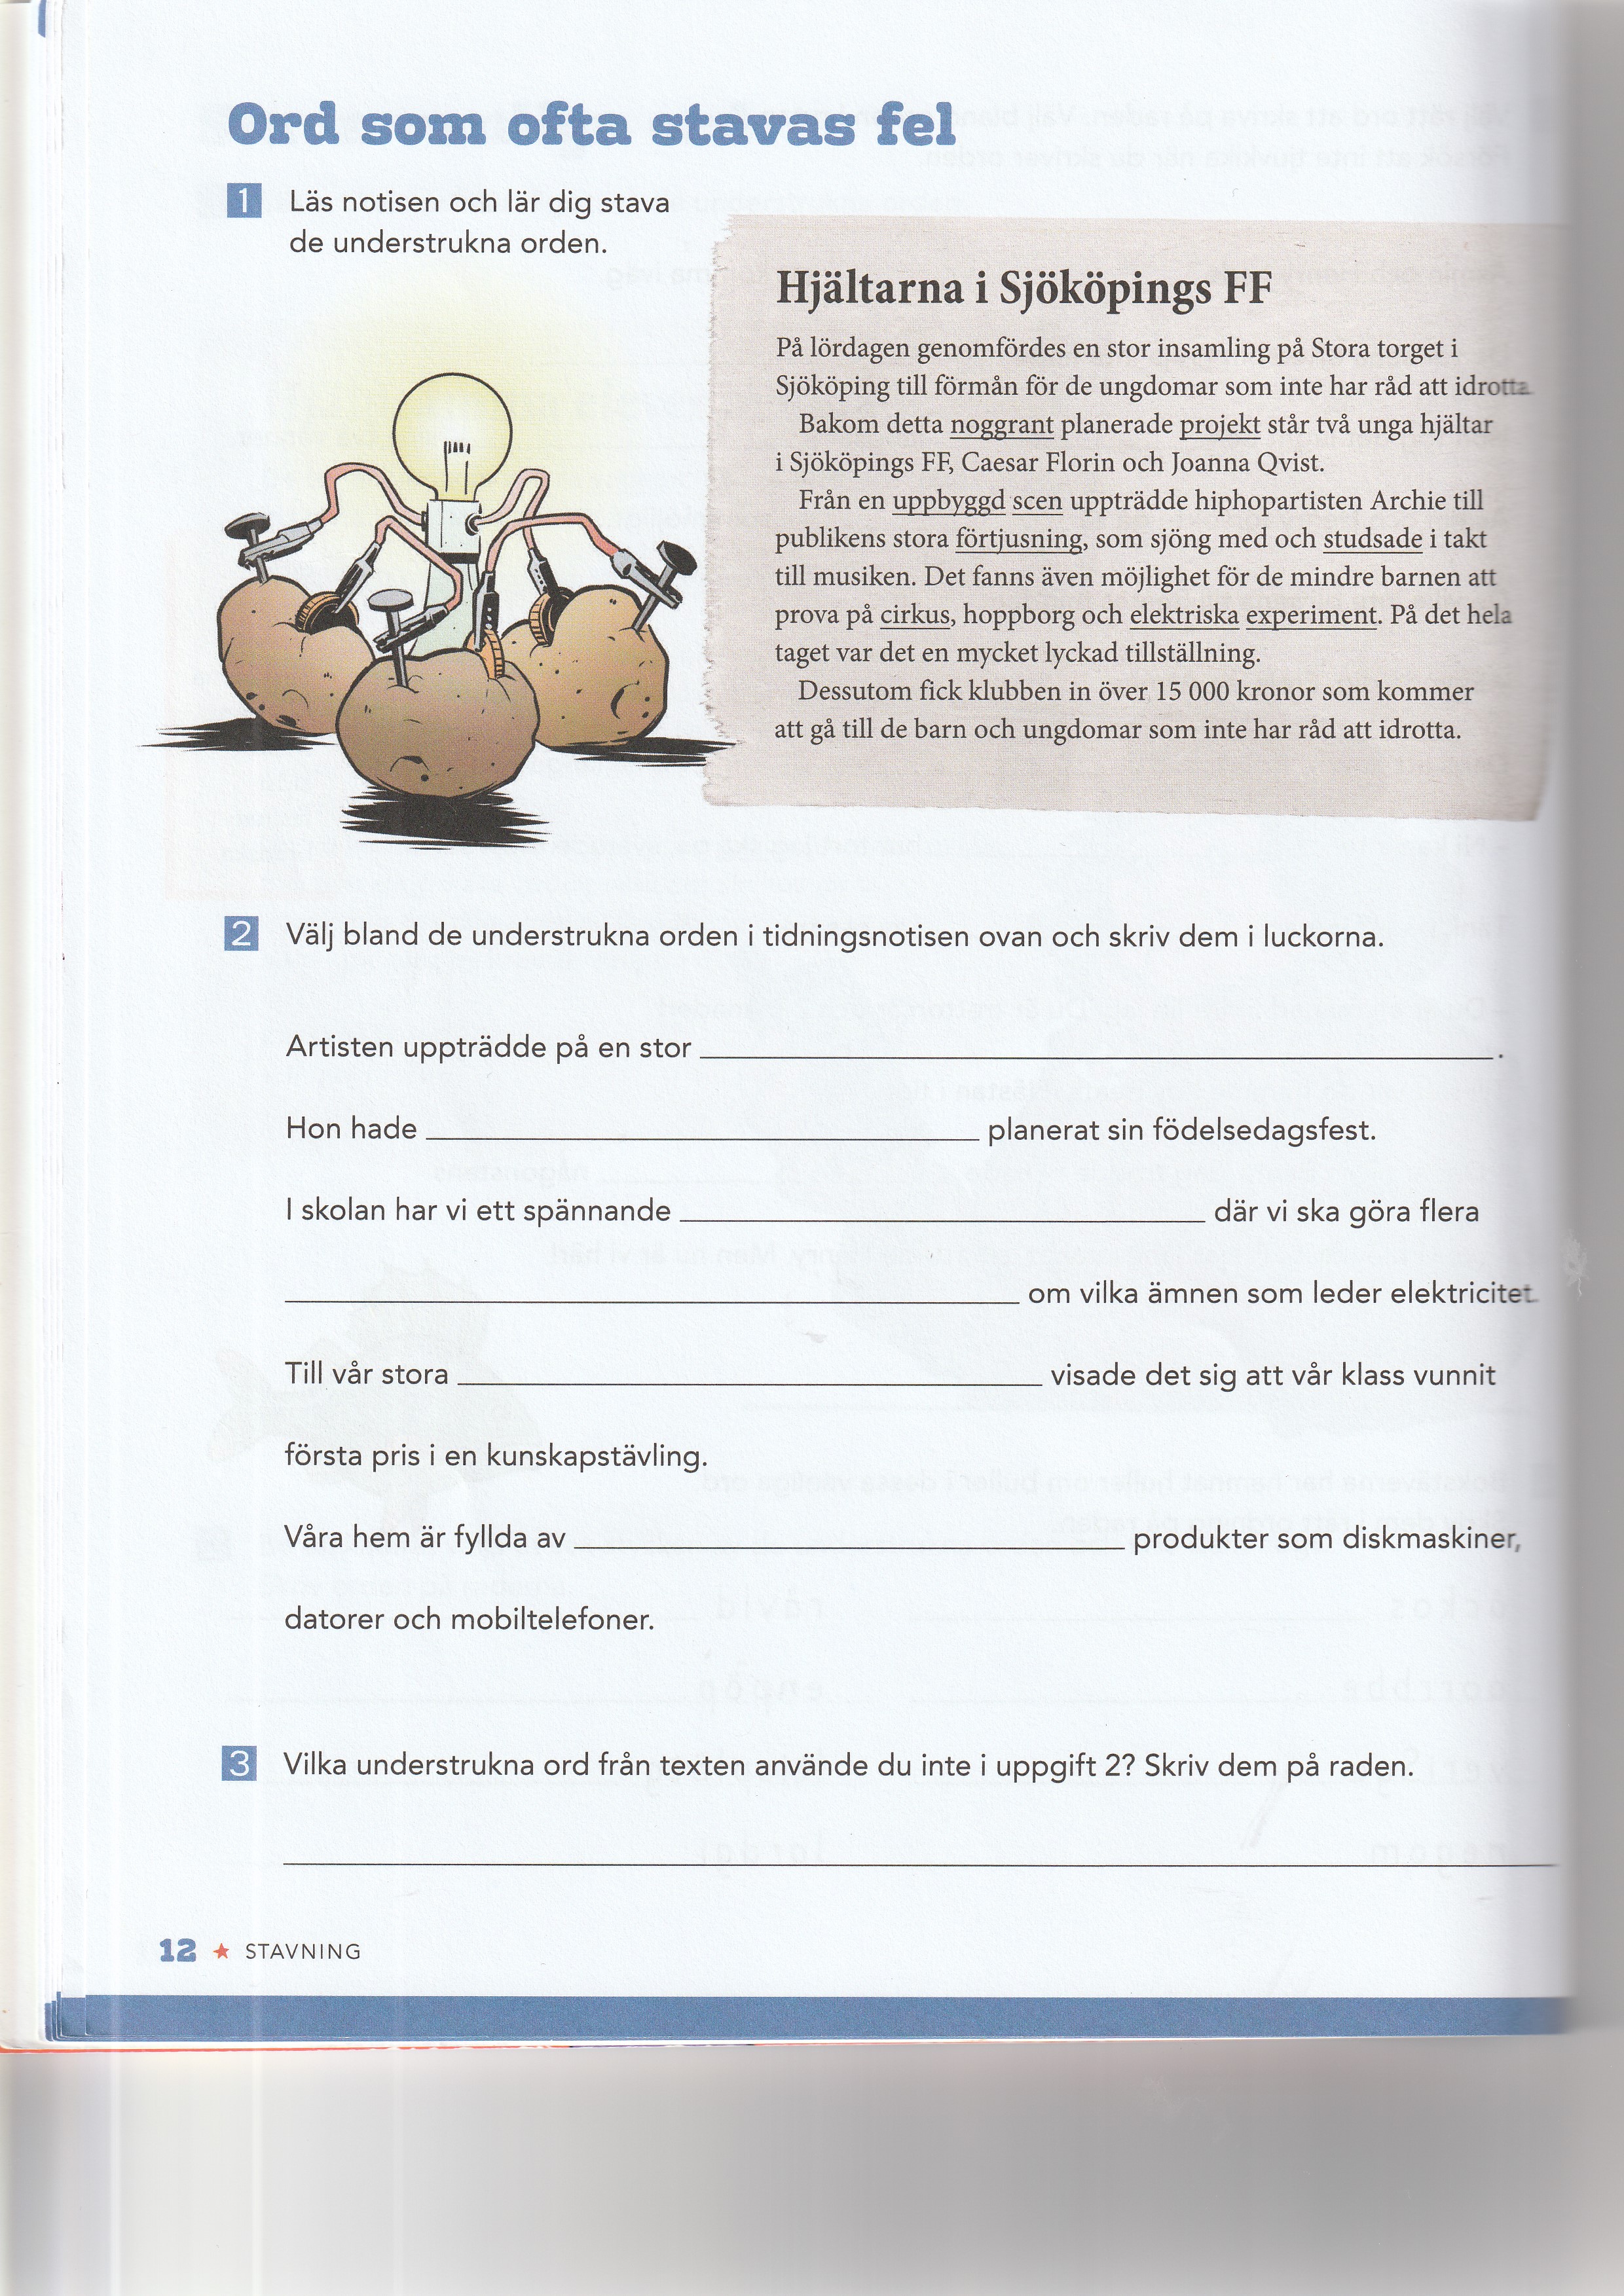 Ord som ofta stavas fel
1 Läs notisen och lär dig stava
de understrukna orden.
Hjältarna i Sjököpings FF
På lördagen genomfördes en stor insamling på Stora torget i
Sjököping till förmån för de ungdomar som inte har råd att idrotta.
Bakom detta noggrant planerade projekt står två unga hjältar
i Sjököpings FF, Caesar Florin och Joanna Qvist.
Från en uppbyggd scen uppträdde hiphopartisten Archie till
publikens stora förtjusning, som sjöng med och studsade i takt
till musiken. Det fanns även möjlighet för de mindre barnen att
prova på cirkus, hoppborg och elektriska experiment. På det hela
taget var det en mycket lyckad tillställning.
Dessutom fick klubben in över 15 000 kronor som kommer
att gå till de barn och ungdomar som inte har råd att idrotta.
2 Välj bland de understrukna orden i tidningsnotisen ovan och skriv dem i luckorna.
Artisten uppträdde på en stor ______.
Hon hade ______ planerat sin födelsedagsfest.
I skolan har vi ett spännande ______ där vi ska göra flera
______ om vilka ämnen som leder elektricitet.
Till vår stora ______ visade det sig att vår klass vunnit
första pris i en kunskapstävling.
Våra hem är fyllda av ______ produkter som diskmaskiner,
datorer och mobiltelefoner.
3 Vilka understrukna ord från texten använde du inte i uppgift 2? Skriv dem på raden.
12 ★ STAVNING